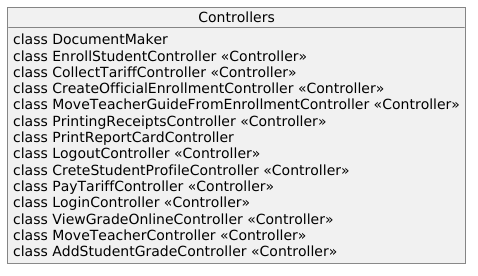 Controllers
class DocumentMaker
class EnrollStudentController «Controller»
class CollectTariffController «Controller»
class CreateOfficialEnrollmentController «Controller»
class MoveTeacherGuideFromEnrollmentController «Controller»
class PrintingReceiptsController «Controller»
class PrintReportCardController
class LogoutController «Controller»
class CreteStudentProfileController «Controller»
class PayTariffController «Controller»
class LoginController «Controller»
class ViewGradeOnlineController «Controller»
class MoveTeacherController «Controller»
class AddStudentGradeController «Controller»